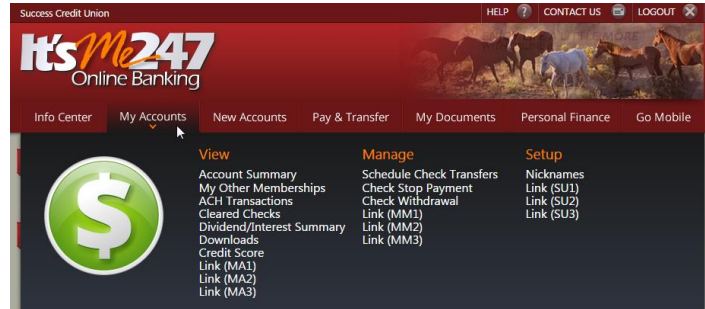 Success Credit Union
HELP ? CONTACT US LOGOUT
It's Me 247
Online Banking
Info Center My Accounts New Accounts Pay & Transfer My Documents Personal Finance Go Mobile
$
View
Account Summary
My Other Memberships
ACH Transactions
Cleared Checks
Dividend/Interest Summary
Downloads
Credit Score
Link (MA1)
Link (MA2)
Link (MA3)
Manage
Schedule Check Transfers
Check Stop Payment
Check Withdrawal
Link (MM1)
Link (MM2)
Link (MM3)
Setup
Nicknames
Link (SU1)
Link (SU2)
Link (SU3)